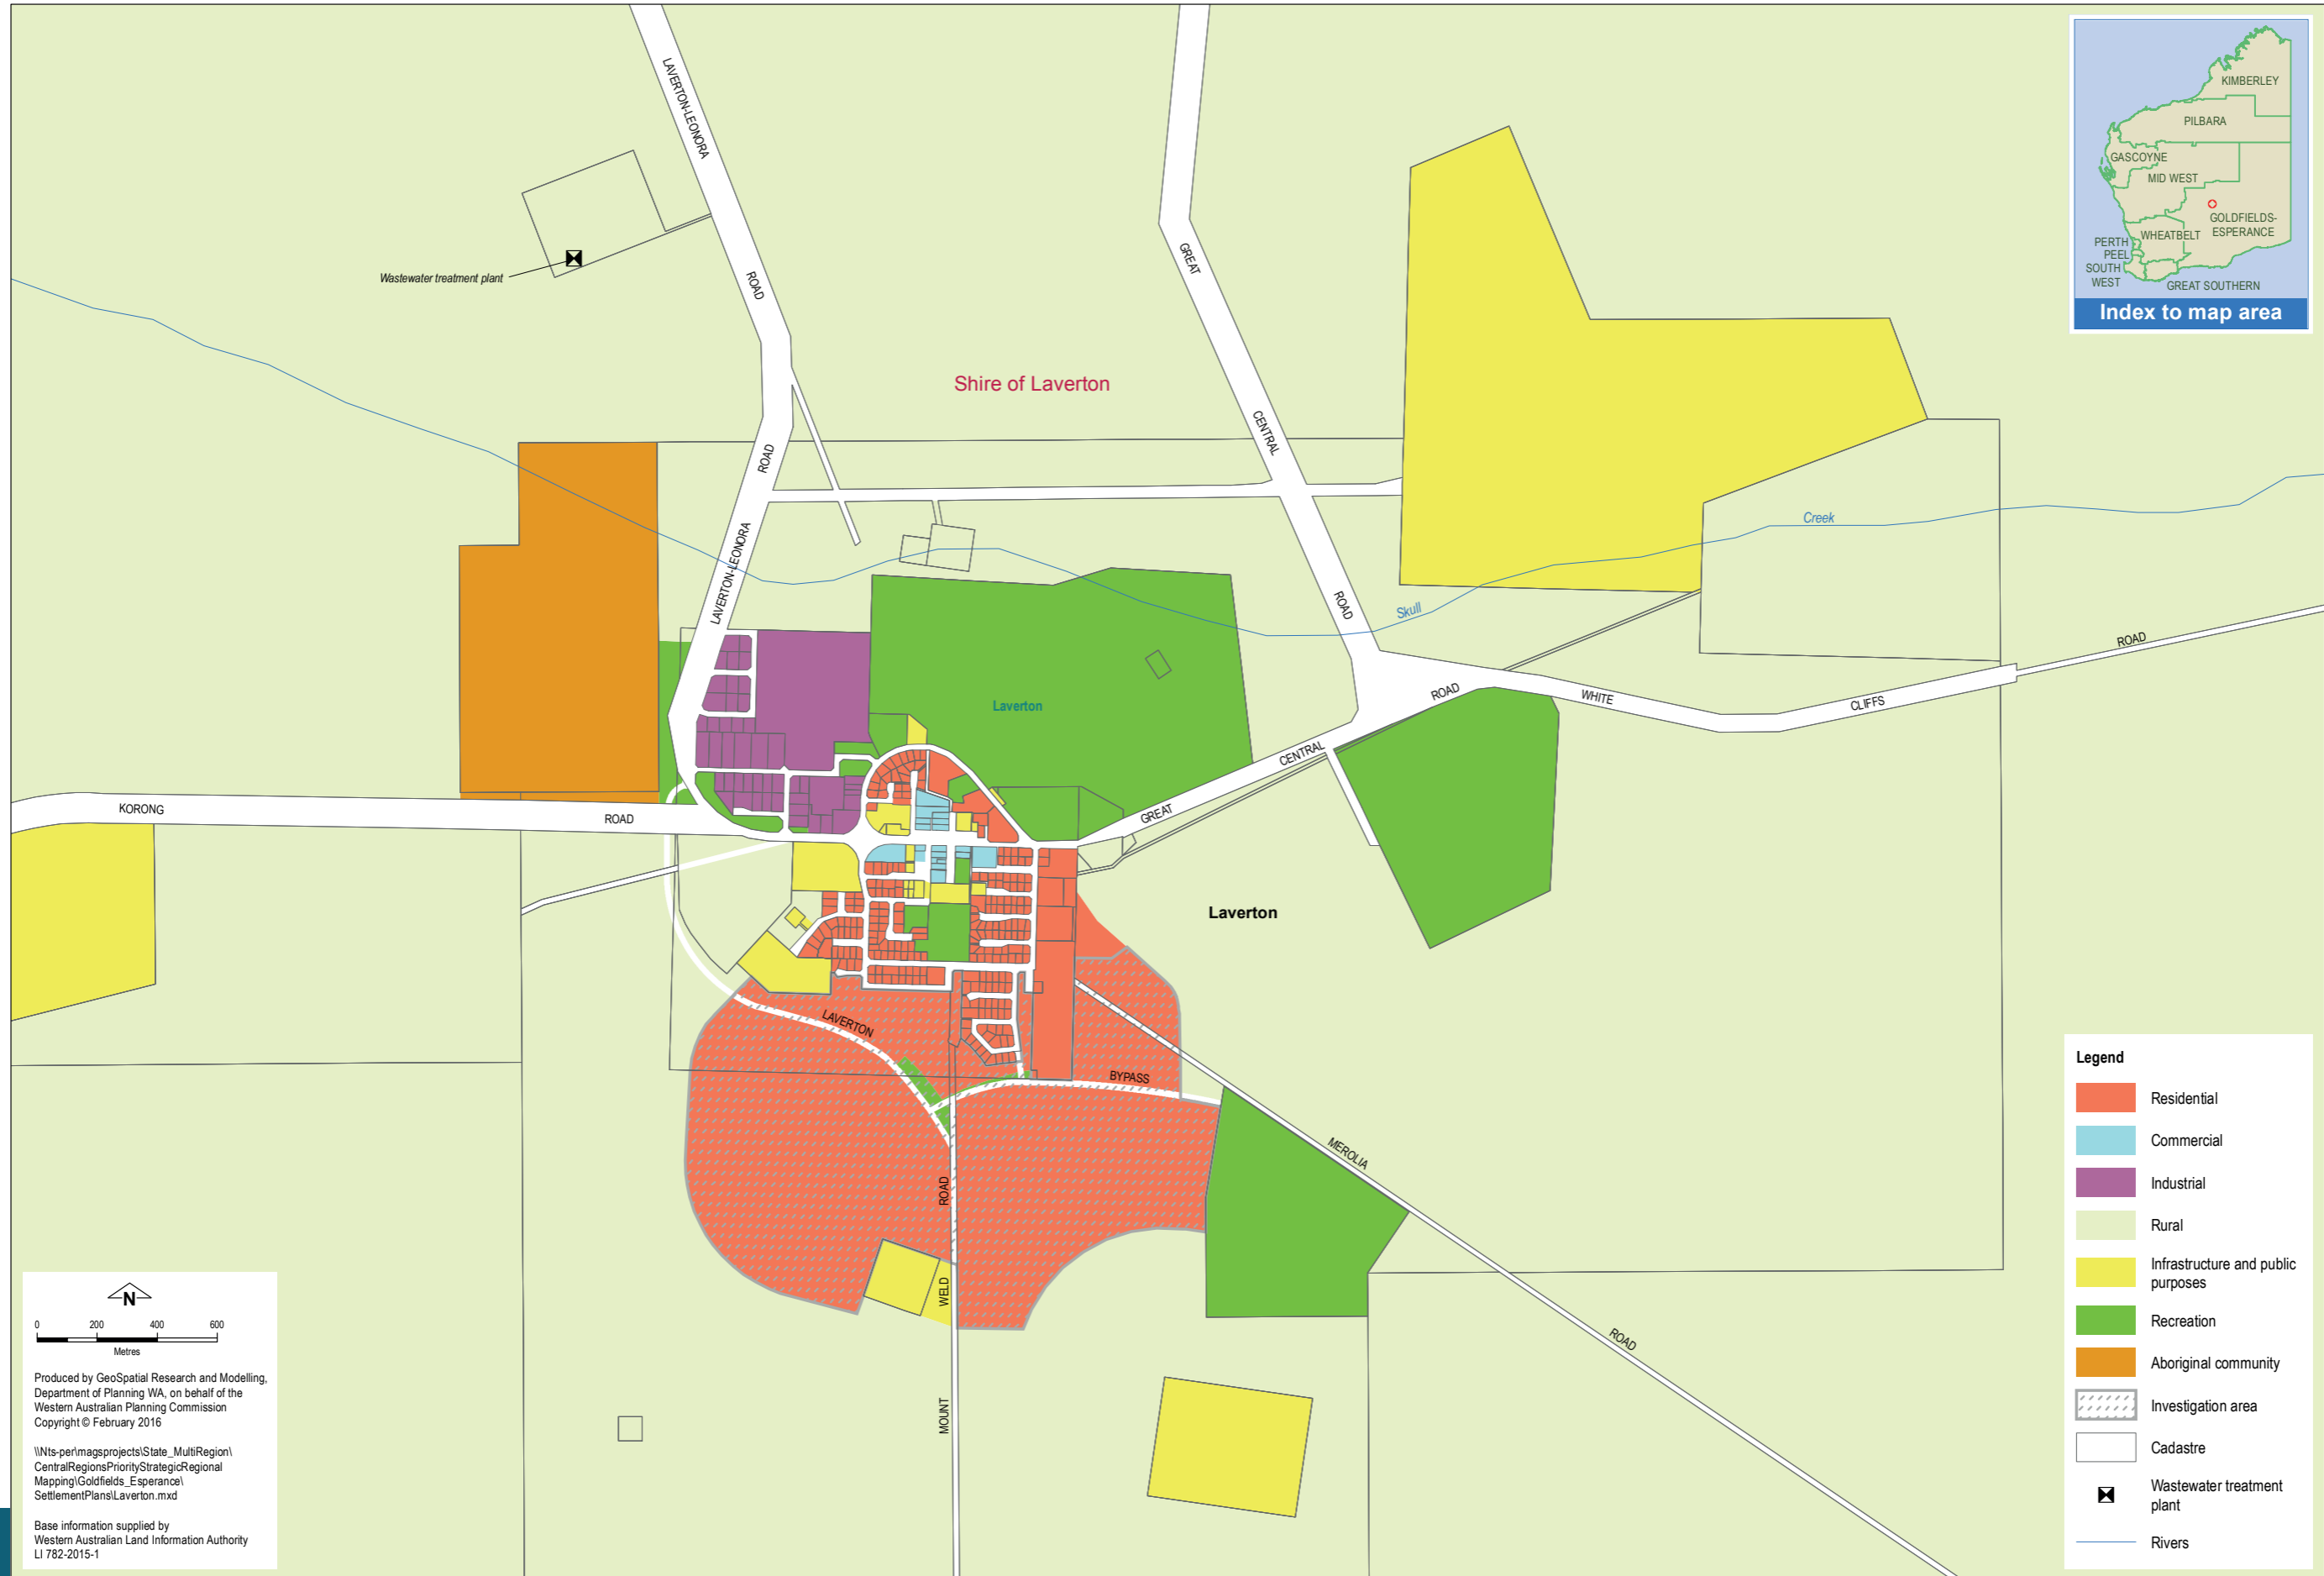 LAVERTON-LEONORA
ROAD
ROAD
LAVERTON-LEONORA
GREAT
CENTRAL
ROAD
Wastewater treatment plant
Shire of Laverton
KIMBERLEY
PILBARA
GASCOYNE
MID WEST
GOLDFIELDS-
ESPERANCE
WHEATBELT
PERTH
PEEL
SOUTH
WEST
GREAT SOUTHERN
Index to map area
Creek
Skull
ROAD
CLIFFS
WHITE
ROAD
CENTRAL
GREAT
Laverton
KORONG
ROAD
Laverton
LAVERTON
BYPASS
MEROLIA
ROAD
ROAD
WELD
MOUNT
N
0 200 400 600
Metres
Produced by GeoSpatial Research and Modelling,
Department of Planning WA, on behalf of the
Western Australian Planning Commission
Copyright © February 2016
\\Nts-per\magsprojects\State_MultiRegion\
CentralRegionsPriorityStrategicRegional
Mapping\Goldfields_Esperance\
SettlementPlans\Laverton.mxd
Base information supplied by
Western Australian Land Information Authority
LI 782-2015-1
Legend
Residential
Commercial
Industrial
Rural
Infrastructure and public
purposes
Recreation
Aboriginal community
Investigation area
Cadastre
Wastewater treatment
plant
Rivers